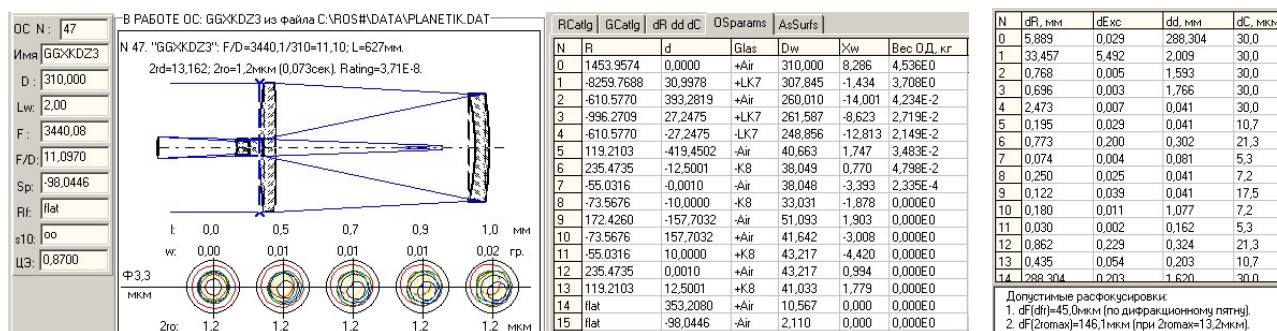 ОС N : 47
Имя GGXKDZ3
D : 310,000
Lw: 2,00
F : 3440,08
F/D: 11,0970
Sp: -98,0446
Rf: flat
s10: oo
ЦЭ: 0,8700
В РАБОТЕ ОС: GGXKDZ3 из файла C:\ROS#\DATA\PLANETIK.DAT
N 47. "GGXKDZ3": F/D=3440,1/310=11,10; L=627мм.
2rd=13,162; 2ro=1,2мкм (0,073сек). Rating=3,71E-8.
l: 0,0 0,5 0,7 0,9 1,0 мм
w: 0,00 0,01 0,01 0,01 0,02 гр.
Ф3,3
мкм
2ro: 1,2 1,2 1,2 1,2 1,2 мкм
RCatlg GCatlg dR dd dC OSparams AsSurfs
N R d Glas Dw Xw Вес ОД, кг
0 1453.9574 0,0000 +Air 310,000 8,286 4,536E0
1 -8259.7688 30,9978 +LK7 307,845 -1,434 3,708E0
2 -610.5770 393,2819 +Air 260,010 -14,001 4,234E-2
3 -996.2709 27,2475 +LK7 261,587 -8,623 2,719E-2
4 -610.5770 -27,2475 -LK7 248,856 -12,813 2,149E-2
5 119.2103 -419,4502 -Air 40,663 1,747 3,483E-2
6 235.4735 -12,5001 -K8 38,049 0,770 4,798E-2
7 -55.0316 -0,0010 -Air 38,048 -3,393 2,335E-4
8 -73.5676 -10,0000 -K8 33,031 -1,878 0,000E0
9 172.4260 -157,7032 -Air 51,093 1,903 0,000E0
10 -73.5676 157,7032 +Air 41,642 -3,008 0,000E0
11 -55.0316 10,0000 +K8 43,217 -4,420 0,000E0
12 235.4735 0,0010 +Air 43,217 0,994 0,000E0
13 119.2103 12,5001 +K8 41,033 1,779 0,000E0
14 flat 353,2080 +Air 10,567 0,000 0,000E0
15 flat -98,0446 -Air 2,110 0,000 0,000E0
N dR, мм dExc dd, мм dC, мкм
0 5,889 0,029 288,304 30,0
1 33,457 5,492 2,009 30,0
2 0,768 0,005 1,593 30,0
3 0,696 0,003 1,766 30,0
4 2,473 0,007 0,041 30,0
5 0,195 0,029 0,041 10,7
6 0,773 0,200 0,302 21,3
7 0,074 0,004 0,081 5,3
8 0,250 0,025 0,041 7,2
9 0,122 0,039 0,041 17,5
10 0,180 0,011 1,077 7,2
11 0,030 0,002 0,162 5,3
12 0,862 0,229 0,324 21,3
13 0,435 0,054 0,203 10,7
14 288,304 0,203 1,620 30,0
Допустимые расфокусировки:
1. dF(dfr)=45,0мкм (по дифракционному пятну).
2. dF(2romax)=146,1мкм (при 2romax=13,2мкм).